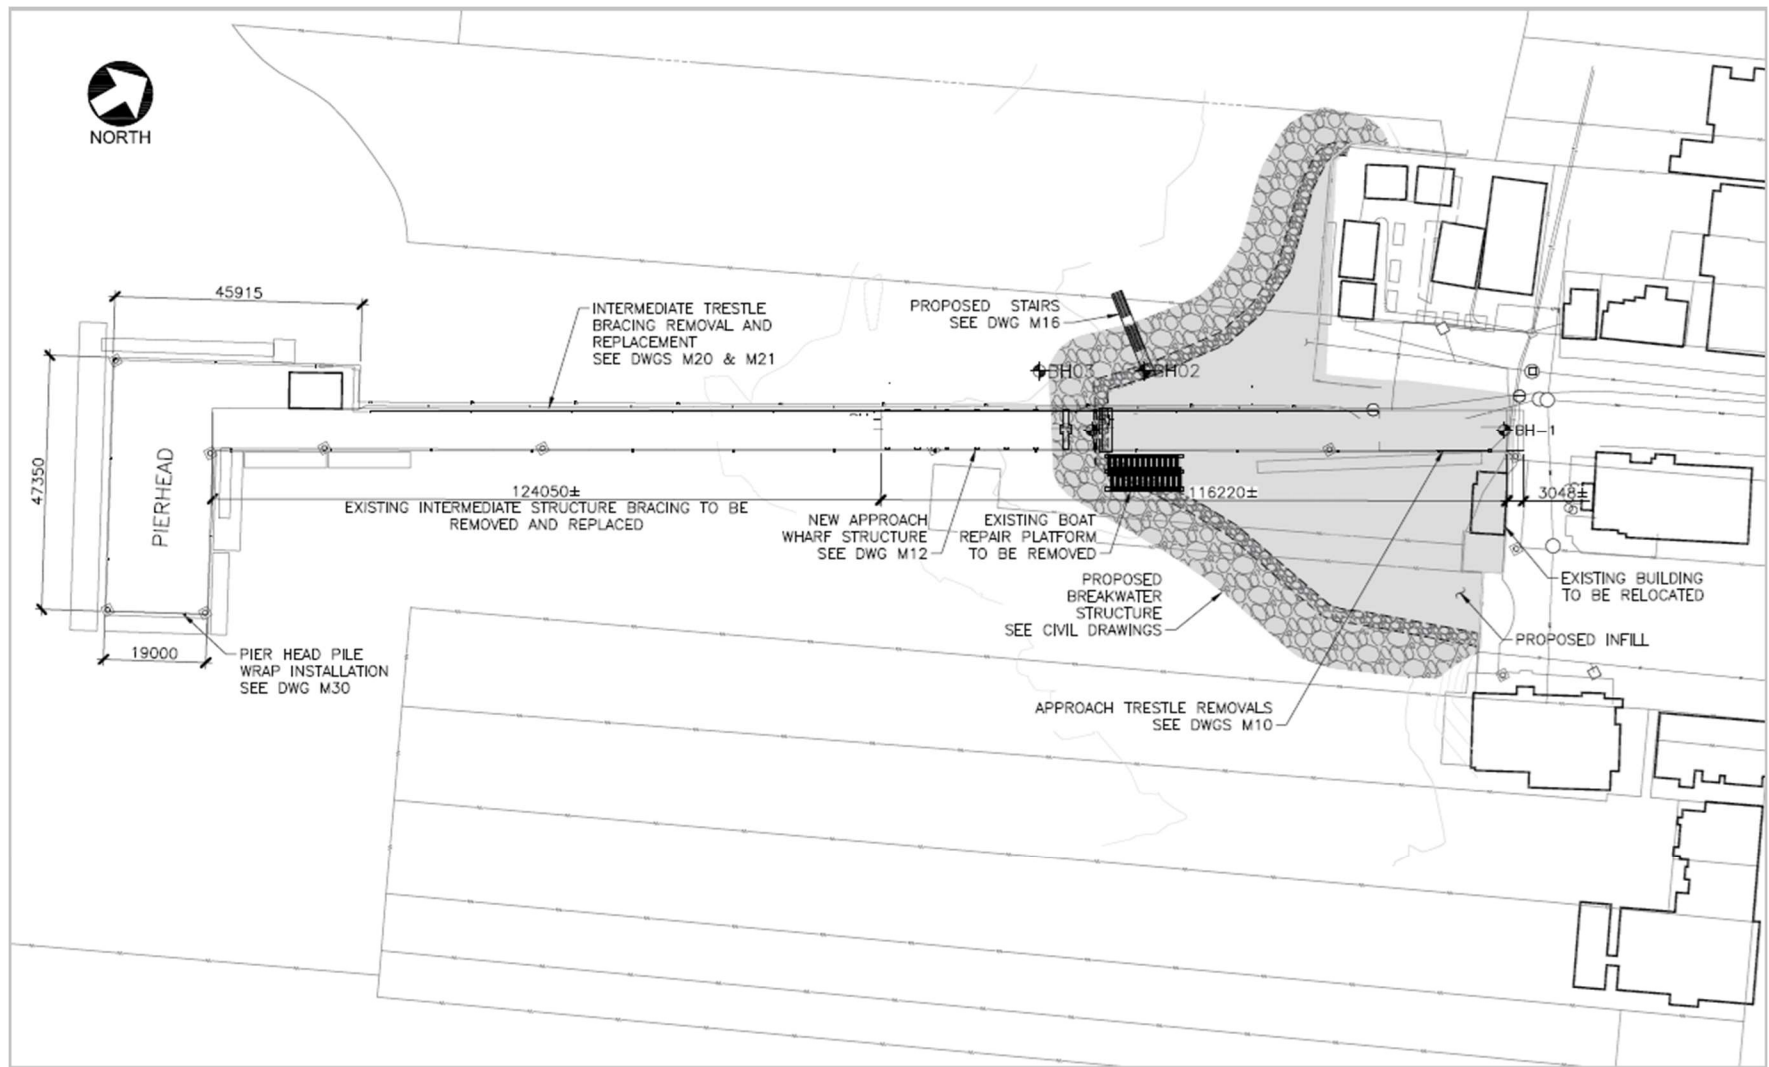 NORTH
45915
INTERMEDIATE TRESTLE
BRACING REMOVAL AND
REPLACEMENT
SEE DWGS M20 & M21
PROPOSED STAIRS
SEE DWG M16
BH03
BH02
BH-1
47350
PIERHEAD
124050±
EXISTING INTERMEDIATE STRUCTURE BRACING TO BE
REMOVED AND REPLACED
116220±
3048±
NEW APPROACH
WHARF STRUCTURE
SEE DWG M12
EXISTING BOAT
REPAIR PLATFORM
TO BE REMOVED
PROPOSED
BREAKWATER
STRUCTURE
SEE CIVIL DRAWINGS
EXISTING BUILDING
TO BE RELOCATED
PROPOSED INFILL
19000
PIER HEAD PILE
WRAP INSTALLATION
SEE DWG M30
APPROACH TRESTLE REMOVALS
SEE DWGS M10